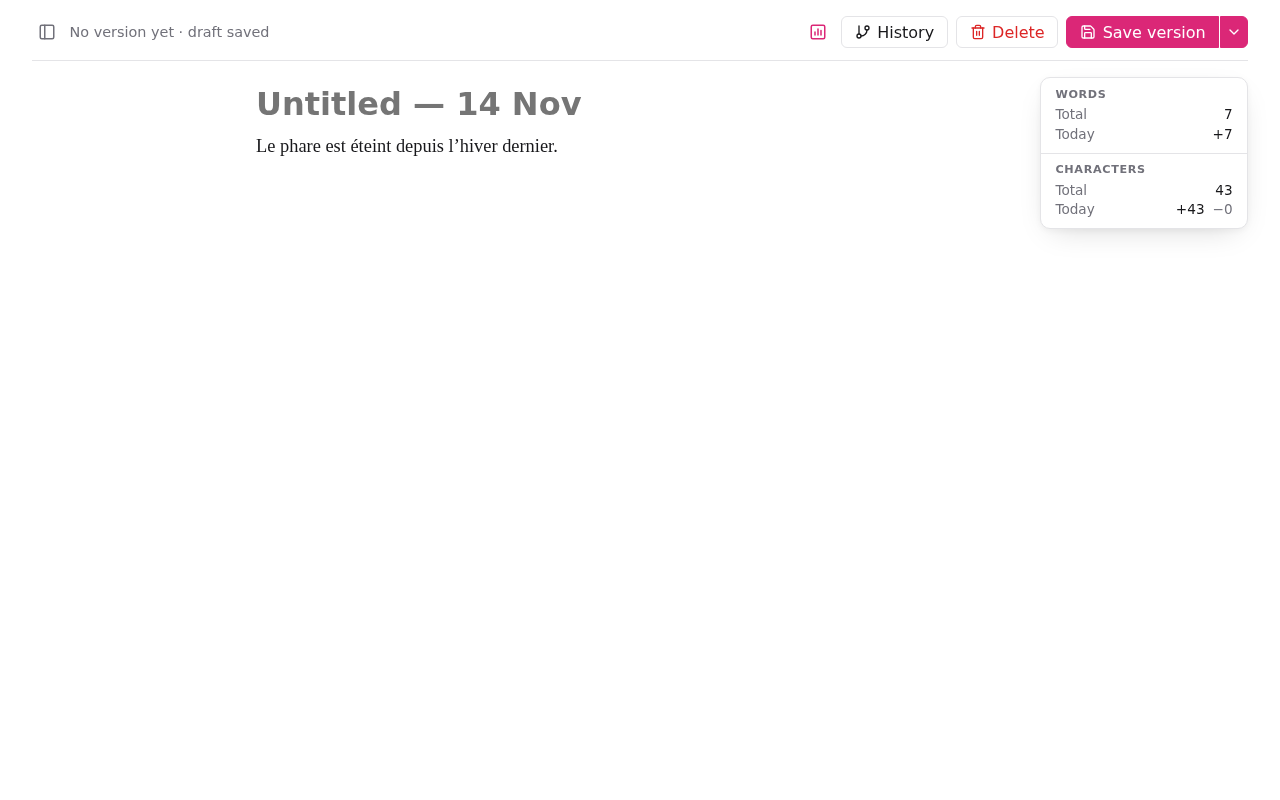 No version yet · draft saved
History
Delete
Save version
Untitled — 14 Nov
Le phare est éteint depuis l’hiver dernier.
WORDS
Total 7
Today +7
CHARACTERS
Total 43
Today +43 −0